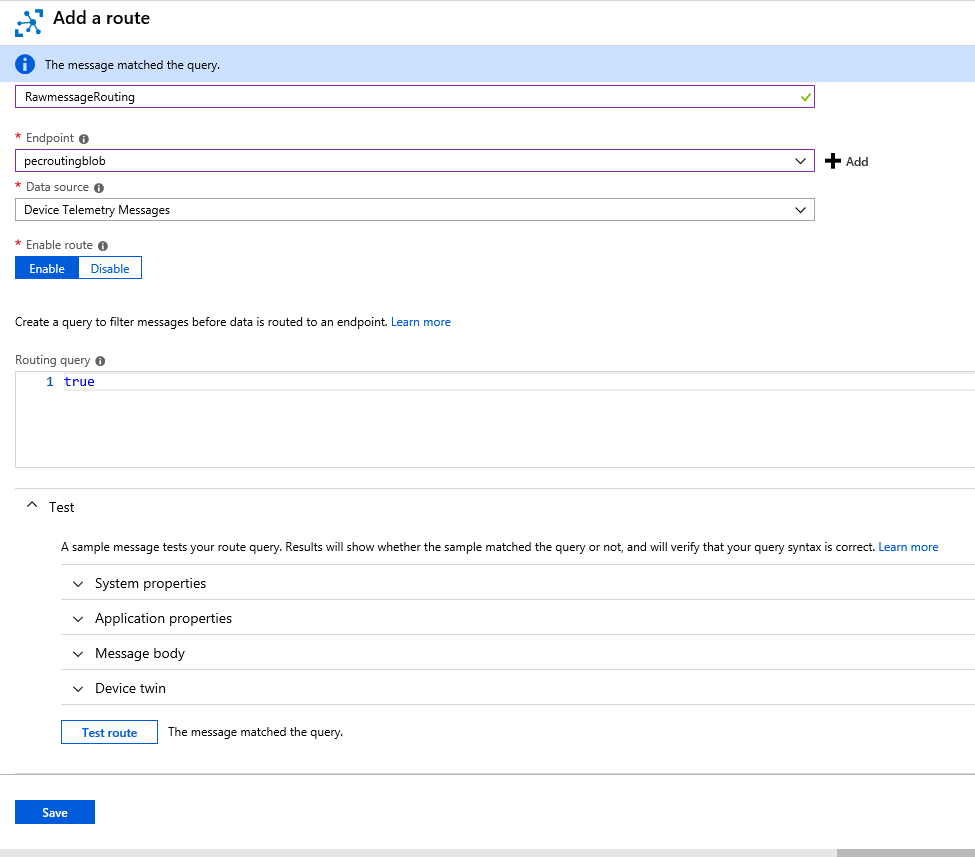 Add a route
The message matched the query.
RawmessageRouting
* Endpoint
pecroutingblob
Add
* Data source
Device Telemetry Messages
* Enable route
Enable Disable
Create a query to filter messages before data is routed to an endpoint. Learn more
Routing query
1 true
Test
A sample message tests your route query. Results will show whether the sample matched the query or not, and will verify that your query syntax is correct. Learn more
System properties
Application properties
Message body
Device twin
Test route The message matched the query.
Save